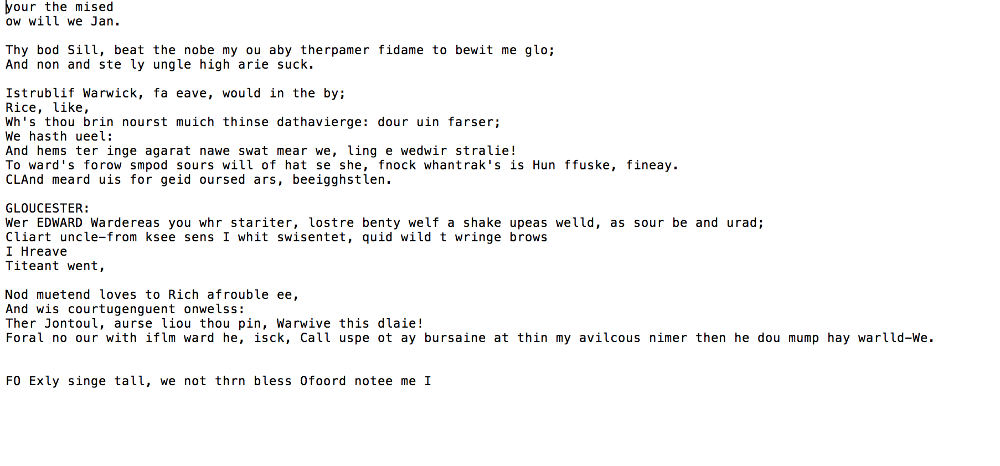 your the mised
ow will we Jan.

Thy bod Sill, beat the nobe my ou aby therpamer fidame to bewit me glo;
And non and ste ly ungle high arie suck.

Istrublif Warwick, fa eave, would in the by;
Rice, like,
Wh's thou brin nourst muich thinse dathavierge: dour uin farser;
We hasth ueel:
And hems ter inge agarat nawe swat mear we, ling e wedwir stralie!
To ward's forow smpod sours will of hat se she, fnock whantrak's is Hun ffuske, fineay.
CLAnd meard uis for geid oursed ars, beeigghstlen.

GLOUCESTER:
Wer EDWARD Wardereas you whr stariter, lostre benty welf a shake upeas welld, as sour be and urad;
Cliart uncle-from ksee sens I whit swisentet, quid wild t wringe brows
I Hreave
Titeant went,

Nod muetend loves to Rich afrouble ee,
And wis courtugenguent onwelss:
Ther Jontoul, aurse liou thou pin, Warwive this dlaie!
Foral no our with iflm ward he, isck, Call uspe ot ay bursaine at thin my avilcous nimer then he dou mump hay warlld-We.


FO Exly singe tall, we not thrn bless Ofoord notee me I